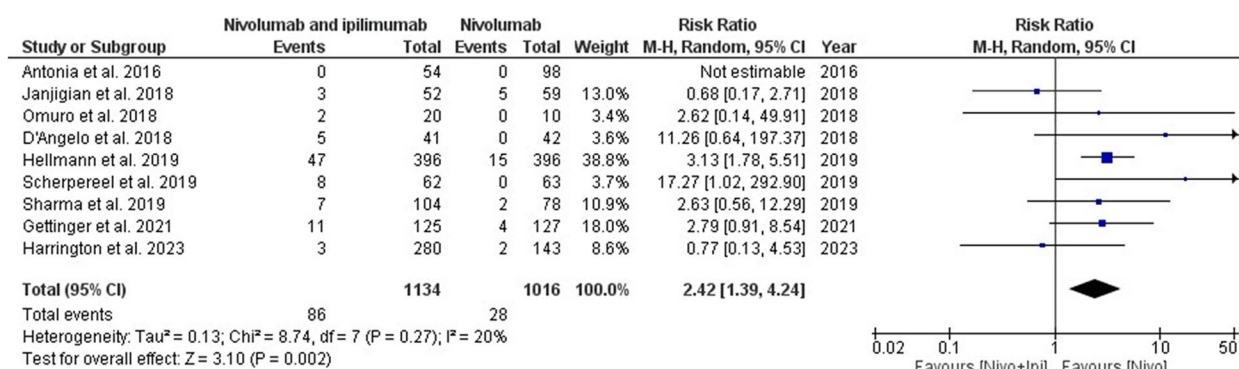 Nivolumab and ipilimumab Nivolumab Risk Ratio Risk Ratio
Study or Subgroup Events Total Events Total Weight M-H, Random, 95% CI Year M-H, Random, 95% CI
Antonia et al. 2016 0 54 0 98 Not estimable 2016
Janjigian et al. 2018 3 52 5 59 13.0% 0.68 [0.17, 2.71] 2018
Omuro et al. 2018 2 20 0 10 3.4% 2.62 [0.14, 49.91] 2018
D'Angelo et al. 2018 5 41 0 42 3.6% 11.26 [0.64, 197.37] 2018
Hellmann et al. 2019 47 396 15 396 38.8% 3.13 [1.78, 5.51] 2019
Scherpereel et al. 2019 8 62 0 63 3.7% 17.27 [1.02, 292.90] 2019
Sharma et al. 2019 7 104 2 78 10.9% 2.63 [0.56, 12.29] 2019
Gettinger et al. 2021 11 125 4 127 18.0% 2.79 [0.91, 8.54] 2021
Harrington et al. 2023 3 280 2 143 8.6% 0.77 [0.13, 4.53] 2023
Total (95% CI) 1134 1016 100.0% 2.42 [1.39, 4.24]
Total events 86 28
Heterogeneity: Tau² = 0.13; Chi² = 8.74, df = 7 (P = 0.27); I² = 20%
Test for overall effect: Z = 3.10 (P = 0.002)
0.02 0.1 1 10 50
Favours [Nivo+Ipi] Favours [Nivo]